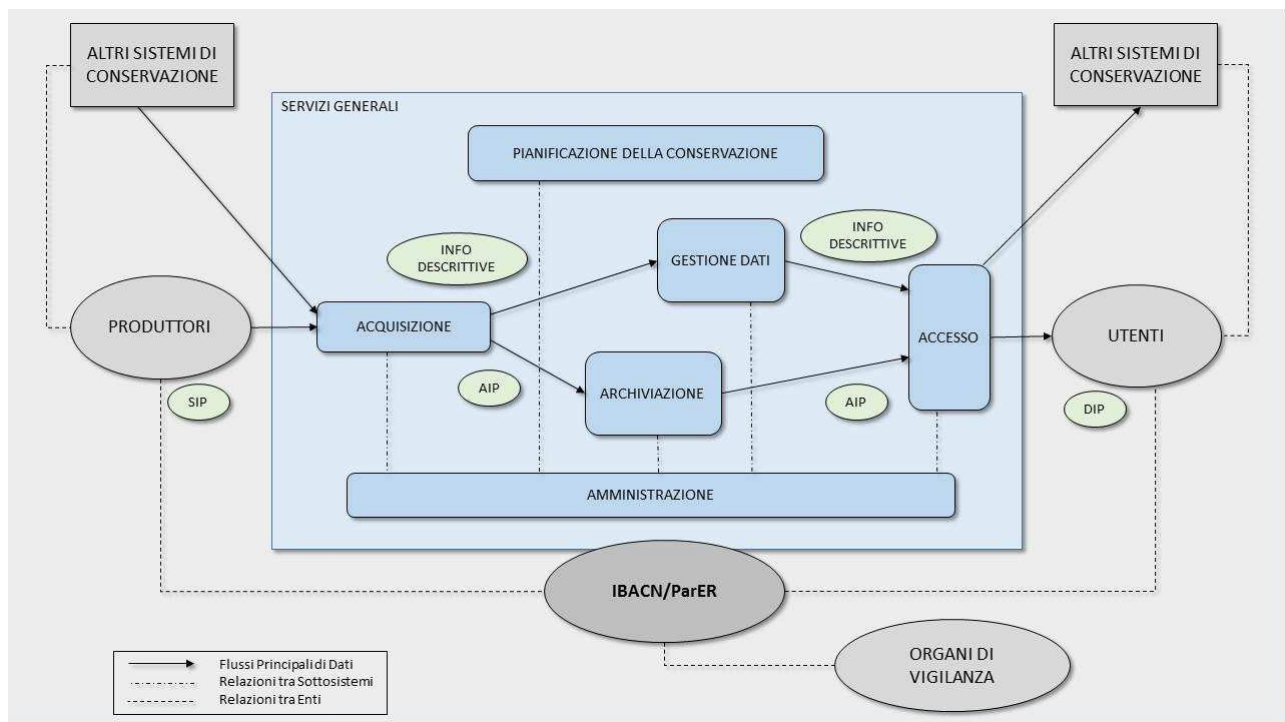 ALTRI SISTEMI DI
CONSERVAZIONE
ALTRI SISTEMI DI
CONSERVAZIONE
SERVIZI GENERALI
PIANIFICAZIONE DELLA CONSERVAZIONE
INFO
DESCRITTIVE
GESTIONE DATI
INFO
DESCRITTIVE
PRODUTTORI
ACQUISIZIONE
ACCESSO
UTENTI
SIP
AIP
ARCHIVIAZIONE
AIP
DIP
AMMINISTRAZIONE
IBACN/ParER
ORGANI DI
VIGILANZA
Flussi Principali di Dati
Relazioni tra Sottosistemi
Relazioni tra Enti